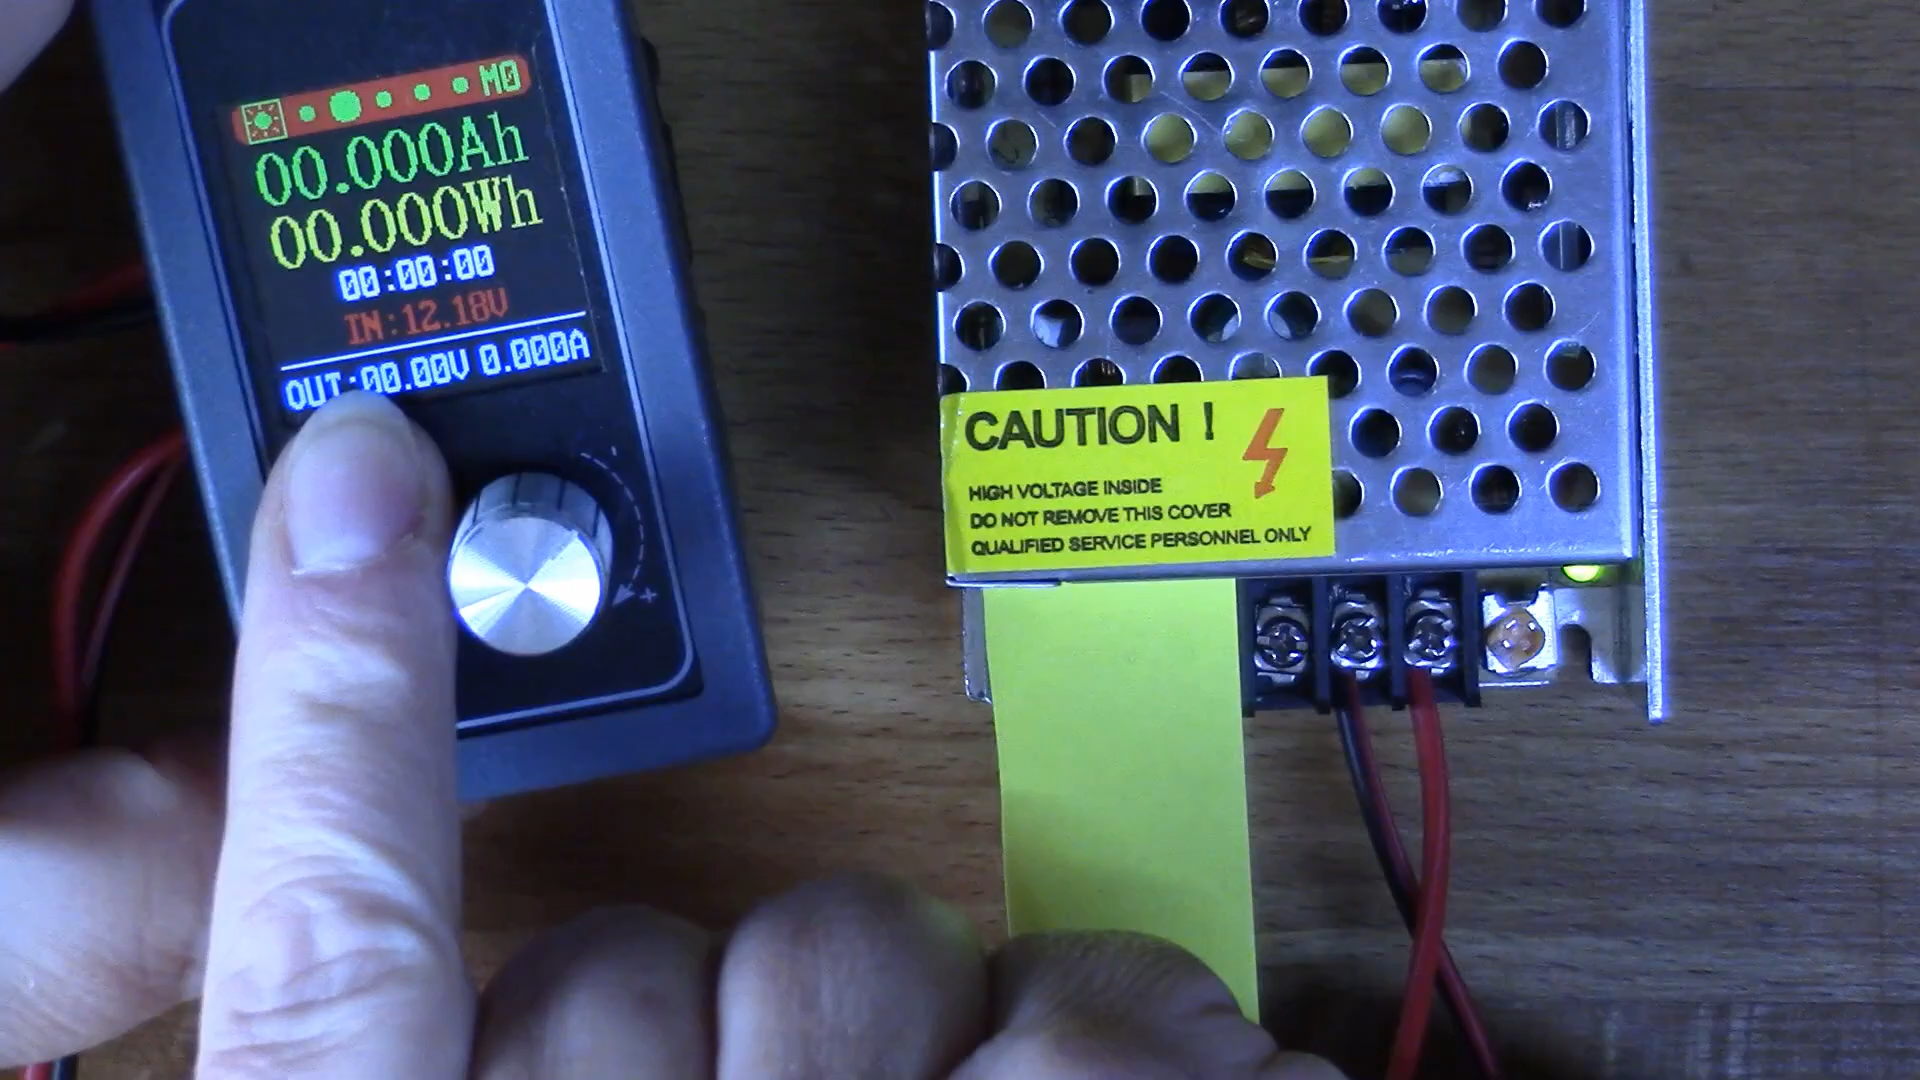 M0
00.000Ah
00.000Wh
00:00:00
IN:12.18V
OUT:00.00V 0.000A
- +
CAUTION !
HIGH VOLTAGE INSIDE
DO NOT REMOVE THIS COVER
QUALIFIED SERVICE PERSONNEL ONLY